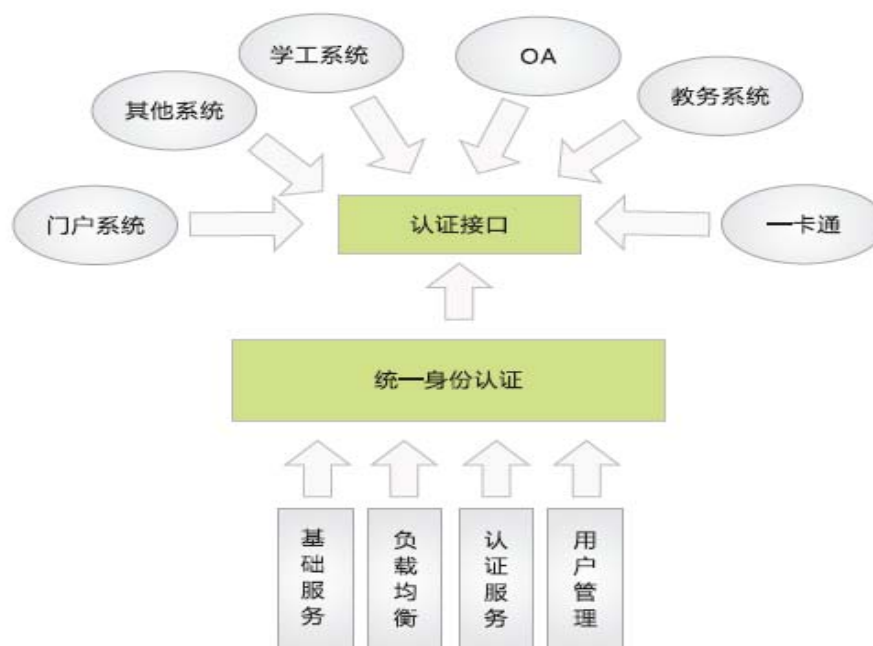 学工系统
OA
其他系统
教务系统
门户系统
认证接口
一卡通
统一身份认证
基础服务
负载均衡
认证服务
用户管理